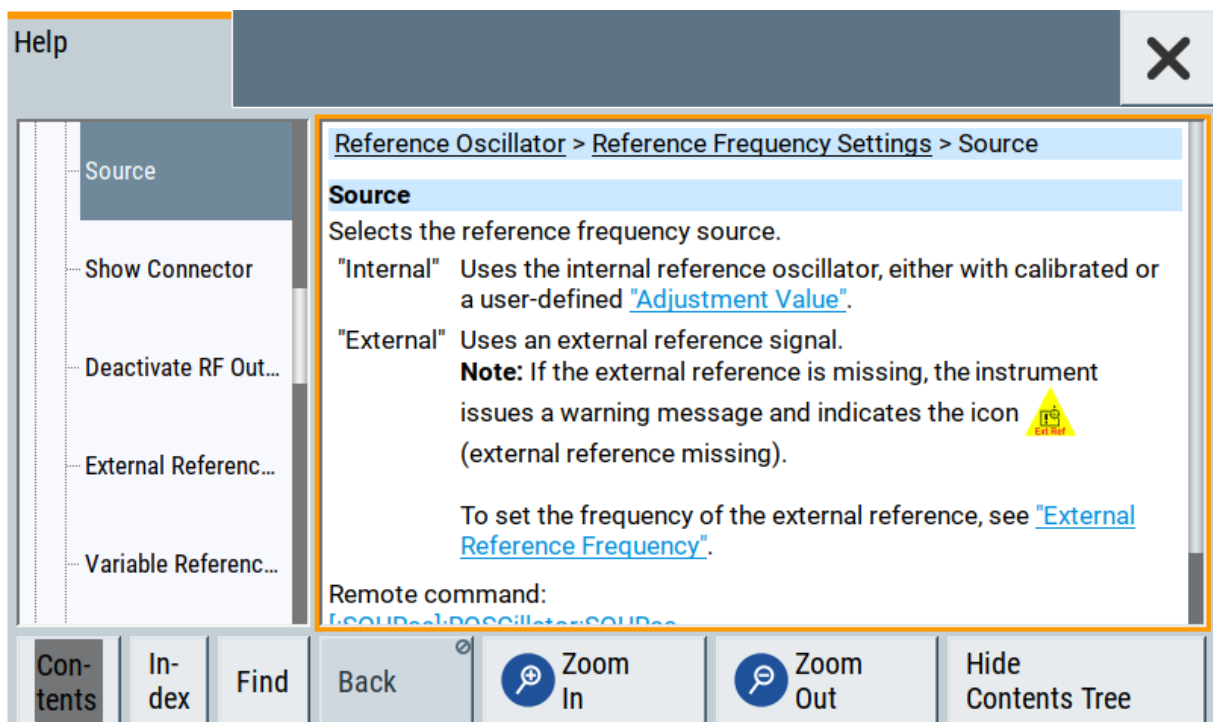 Help
Source
Show Connector
Deactivate RF Out...
External Referenc...
Variable Referenc...
Reference Oscillator > Reference Frequency Settings > Source
Source
Selects the reference frequency source.
"Internal" Uses the internal reference oscillator, either with calibrated or
a user-defined "Adjustment Value".
"External" Uses an external reference signal.
Note: If the external reference is missing, the instrument
issues a warning message and indicates the icon
Ext Ref
(external reference missing).
To set the frequency of the external reference, see "External
Reference Frequency".
Remote command:
[:SOURce]:ROSCillator:SOURce
Con-
tents
In-
dex
Find
Back
Zoom
In
Zoom
Out
Hide
Contents Tree